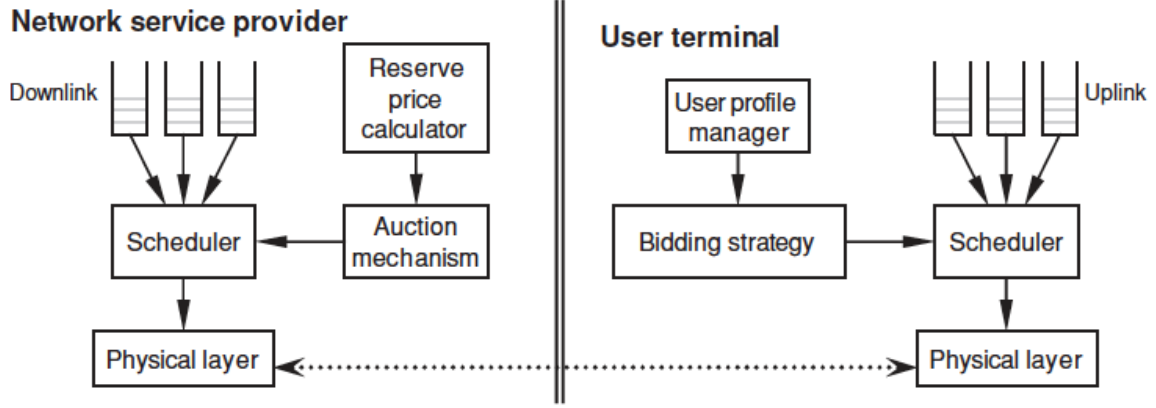 Network service provider
Downlink
Reserve
price
calculator
Scheduler
Auction
mechanism
Physical layer
User terminal
User profile
manager
Uplink
Bidding strategy
Scheduler
Physical layer